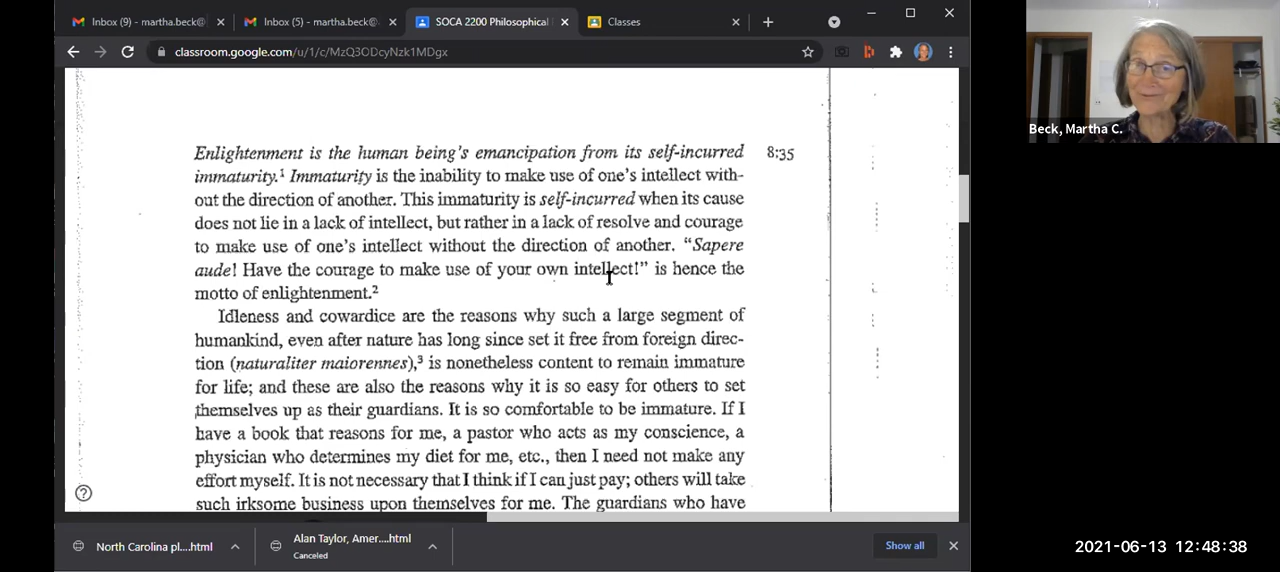 Inbox (9) - martha.beck@
Inbox (5) - martha.beck@
SOCA 2200 Philosophical
Classes
classroom.google.com/u/1/c/MzQ3ODcyNzk1MDgx
Beck, Martha C.
Enlightenment is the human being's emancipation from its self-incurred
8:35
immaturity.¹ Immaturity is the inability to make use of one's intellect with-
out the direction of another. This immaturity is self-incurred when its cause
does not lie in a lack of intellect, but rather in a lack of resolve and courage
to make use of one's intellect without the direction of another. "Sapere
aude! Have the courage to make use of your own intellect!" is hence the
motto of enlightenment.²
Idleness and cowardice are the reasons why such a large segment of
humankind, even after nature has long since set it free from foreign direc-
tion (naturaliter maiorennes),³ is nonetheless content to remain immature
for life; and these are also the reasons why it is so easy for others to set
themselves up as their guardians. It is so comfortable to be immature. If I
have a book that reasons for me, a pastor who acts as my conscience, a
physician who determines my diet for me, etc., then I need not make any
effort myself. It is not necessary that I think if I can just pay; others will take
such irksome business upon themselves for me. The guardians who have
North Carolina pl....html
Alan Taylor, Amer....html
Canceled
Show all
2021-06-13 12:48:38